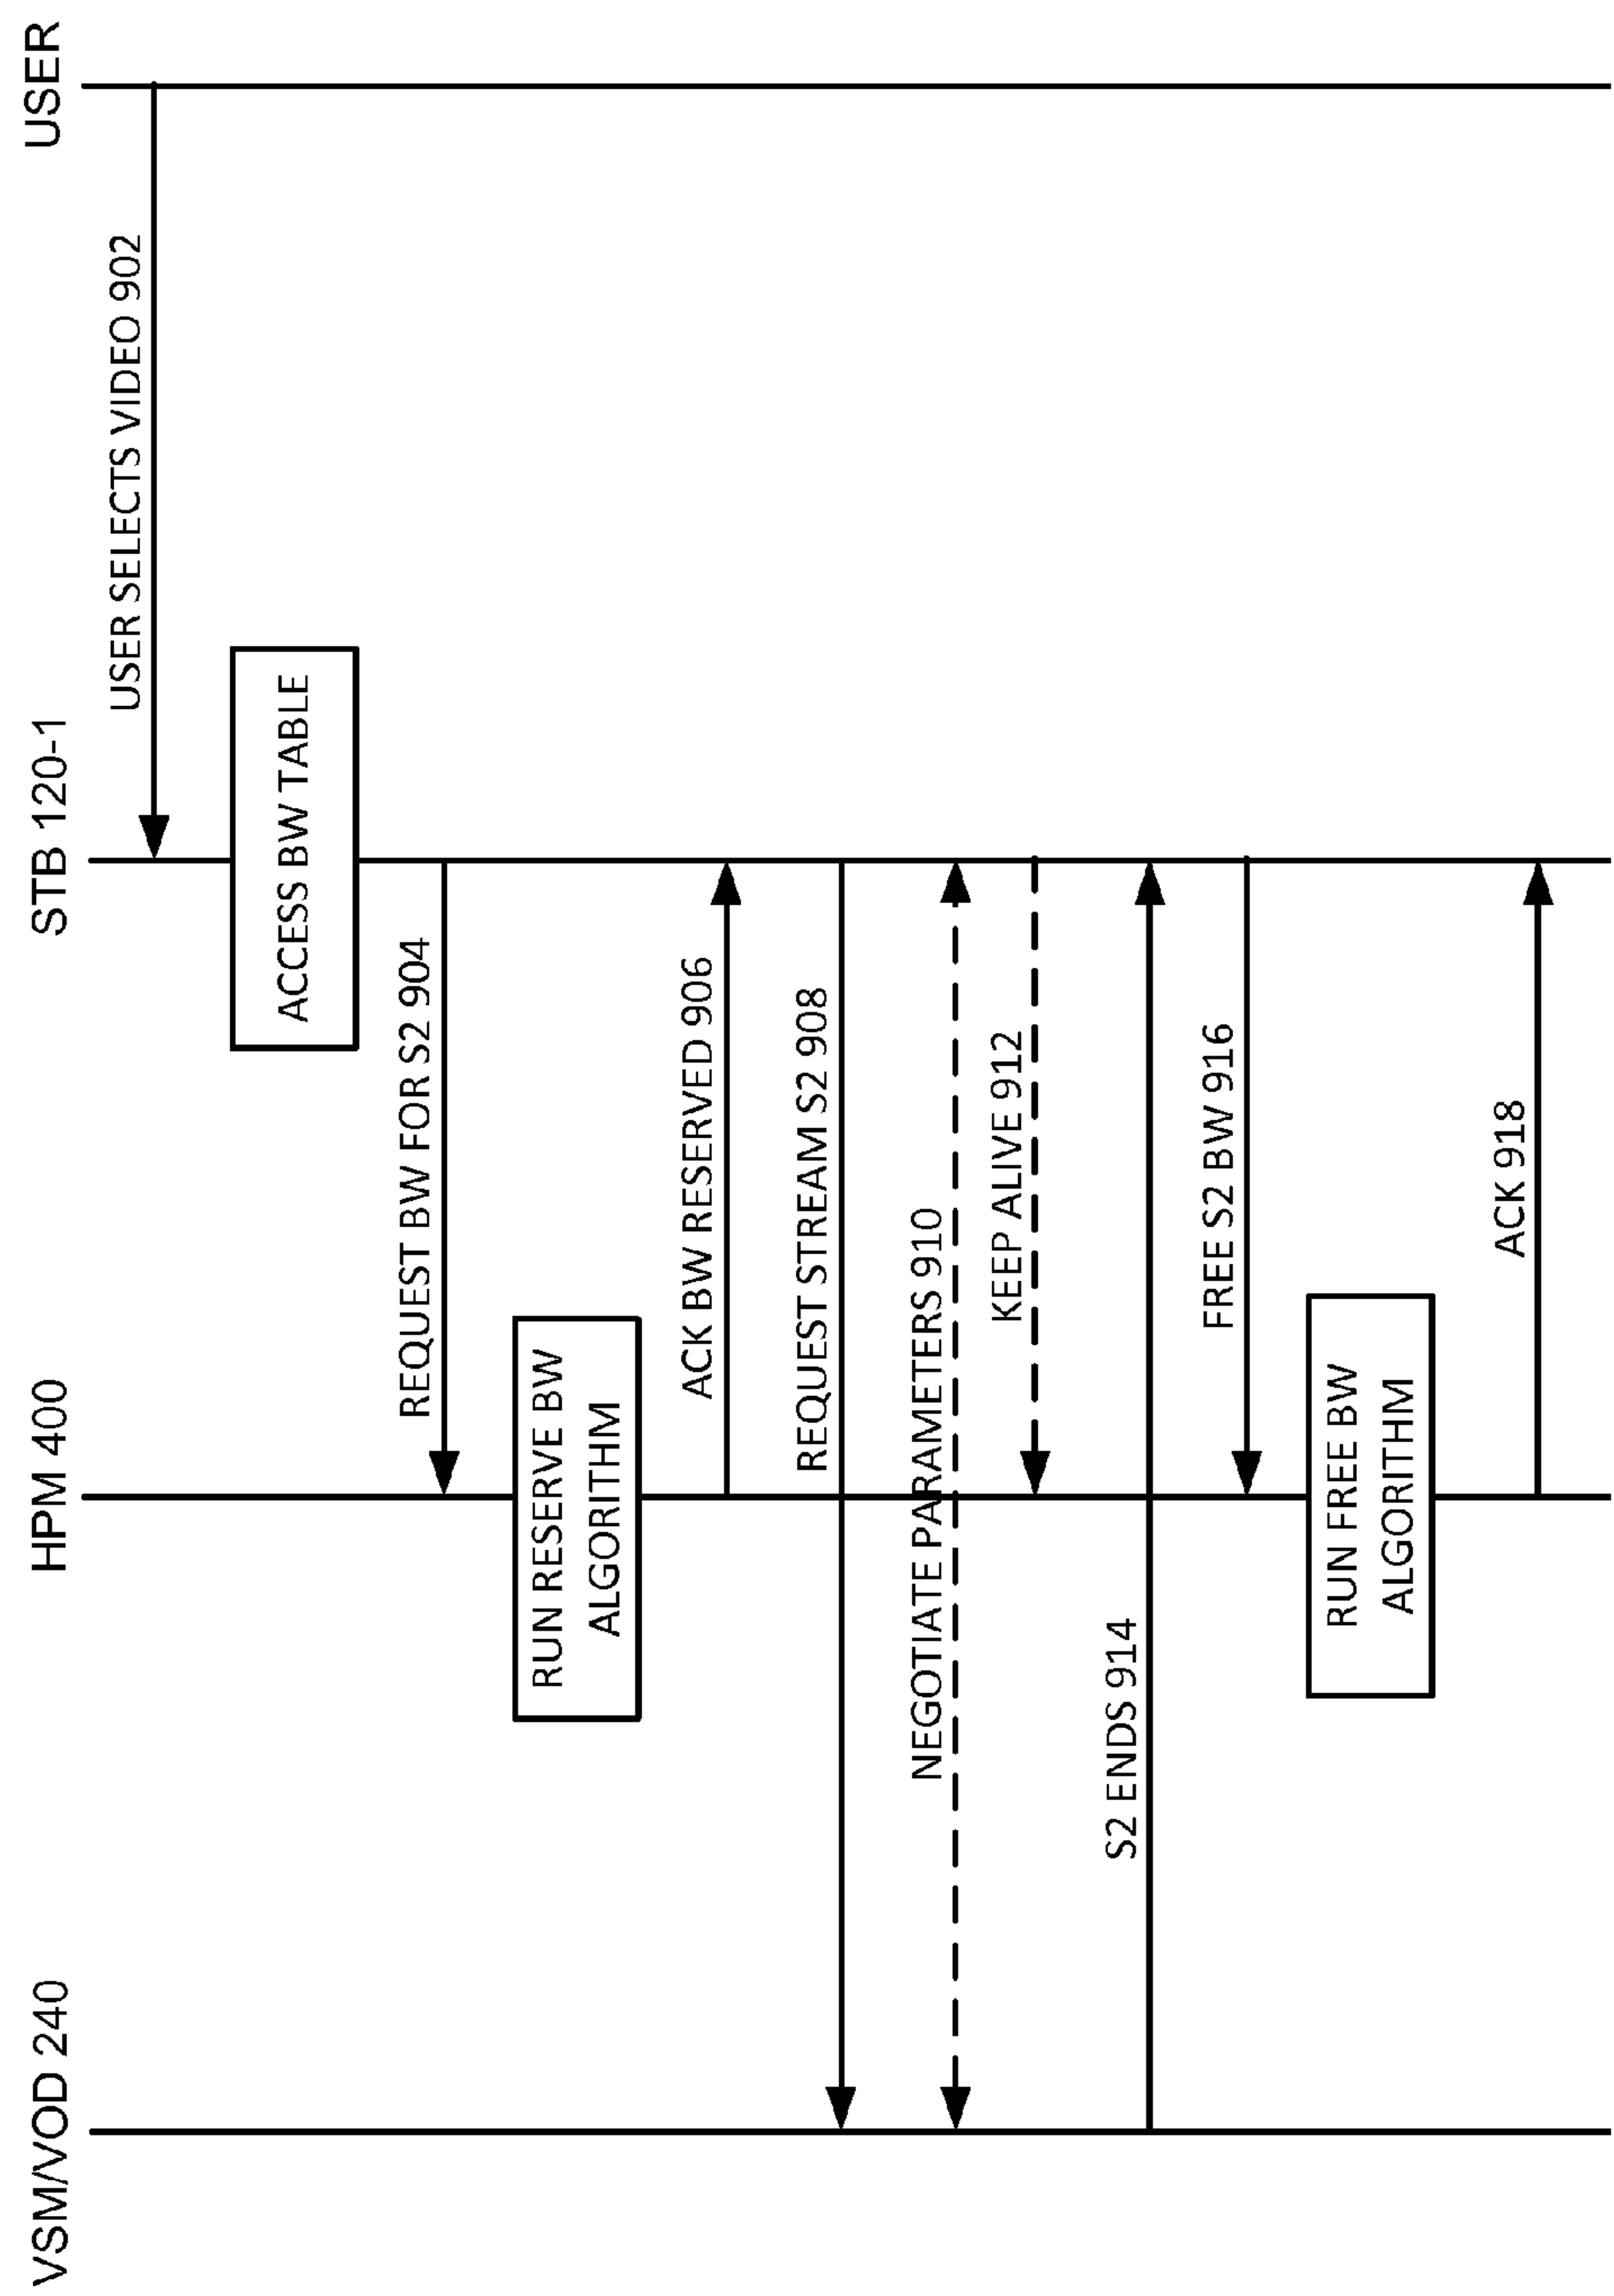 VSM/VOD 240
HPM 400
STB 120-1
USER
USER SELECTS VIDEO 902
ACCESS BW TABLE
REQUEST BW FOR S2 904
RUN RESERVE BW
ALGORITHM
ACK BW RESERVED 906
REQUEST STREAM S2 908
NEGOTIATE PARAMETERS 910
KEEP ALIVE 912
S2 ENDS 914
FREE S2 BW 916
RUN FREE BW
ALGORITHM
ACK 918